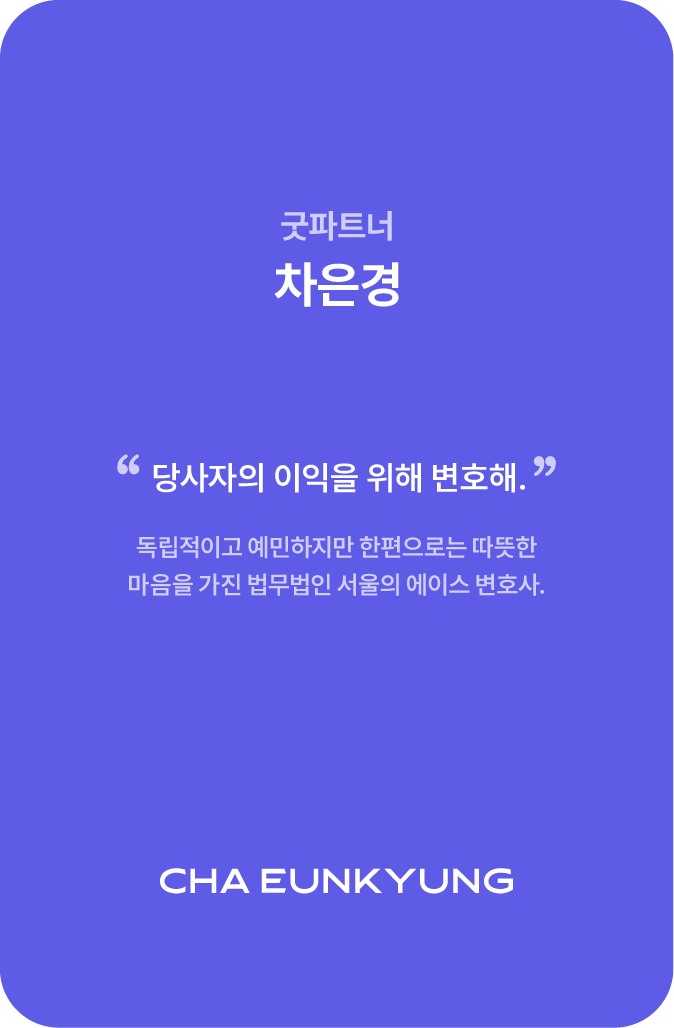 굿파트너
차은경
“ 당사자의 이익을 위해 변호해. ”
독립적이고 예민하지만 한편으로는 따뜻한
마음을 가진 법무법인 서울의 에이스 변호사.
CHA EUNKYUNG